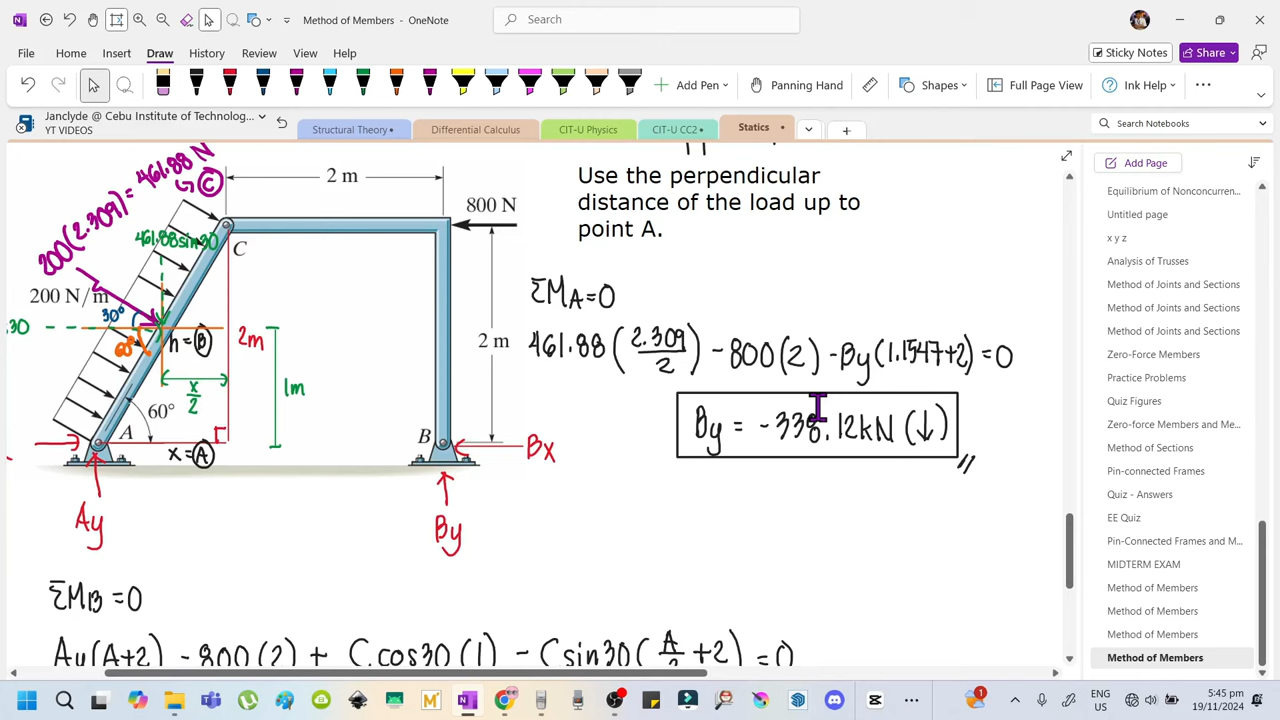 Method of Members - OneNote
Search
File Home Insert Draw History Review View Help
Sticky Notes
Share
Add Pen
Panning Hand
Shapes
Full Page View
Ink Help
Janclyde @ Cebu Institute of Technolog...
YT VIDEOS
Structural Theory
Differential Calculus
CIT-U Physics
CIT-U CC2
Statics
Search Notebooks
Add Page
Use the perpendicular
distance of the load up to
point A.
200(2.309) = 461.88 N
C
2 m
800 N
461.88sin30
C
200 N/m
30°
.30
60°
h = B
2m
x/2
1m
2 m
60°
A
x = A
B
Bx
Ay
By
ΣMA=0
461.88(2.309/2) -800(2) -By(1.1547+2)=0
By = -338.12kN (↓)
ΣMB =0
Ay(A+2) -800(2) + Ccos30(1) - Csin30(A/2 +2)=0
Equilibrium of Nonconcurren...
Untitled page
x y z
Analysis of Trusses
Method of Joints and Sections
Method of Joints and Sections
Method of Joints and Sections
Zero-Force Members
Practice Problems
Quiz Figures
Zero-Force Members and Me...
Method of Sections
Pin-connected Frames
Quiz - Answers
EE Quiz
Pin-Connected Frames and M...
MIDTERM EXAM
Method of Members
Method of Members
Method of Members
Method of Members
1
ENG
PH
5:45 pm
19/11/2024